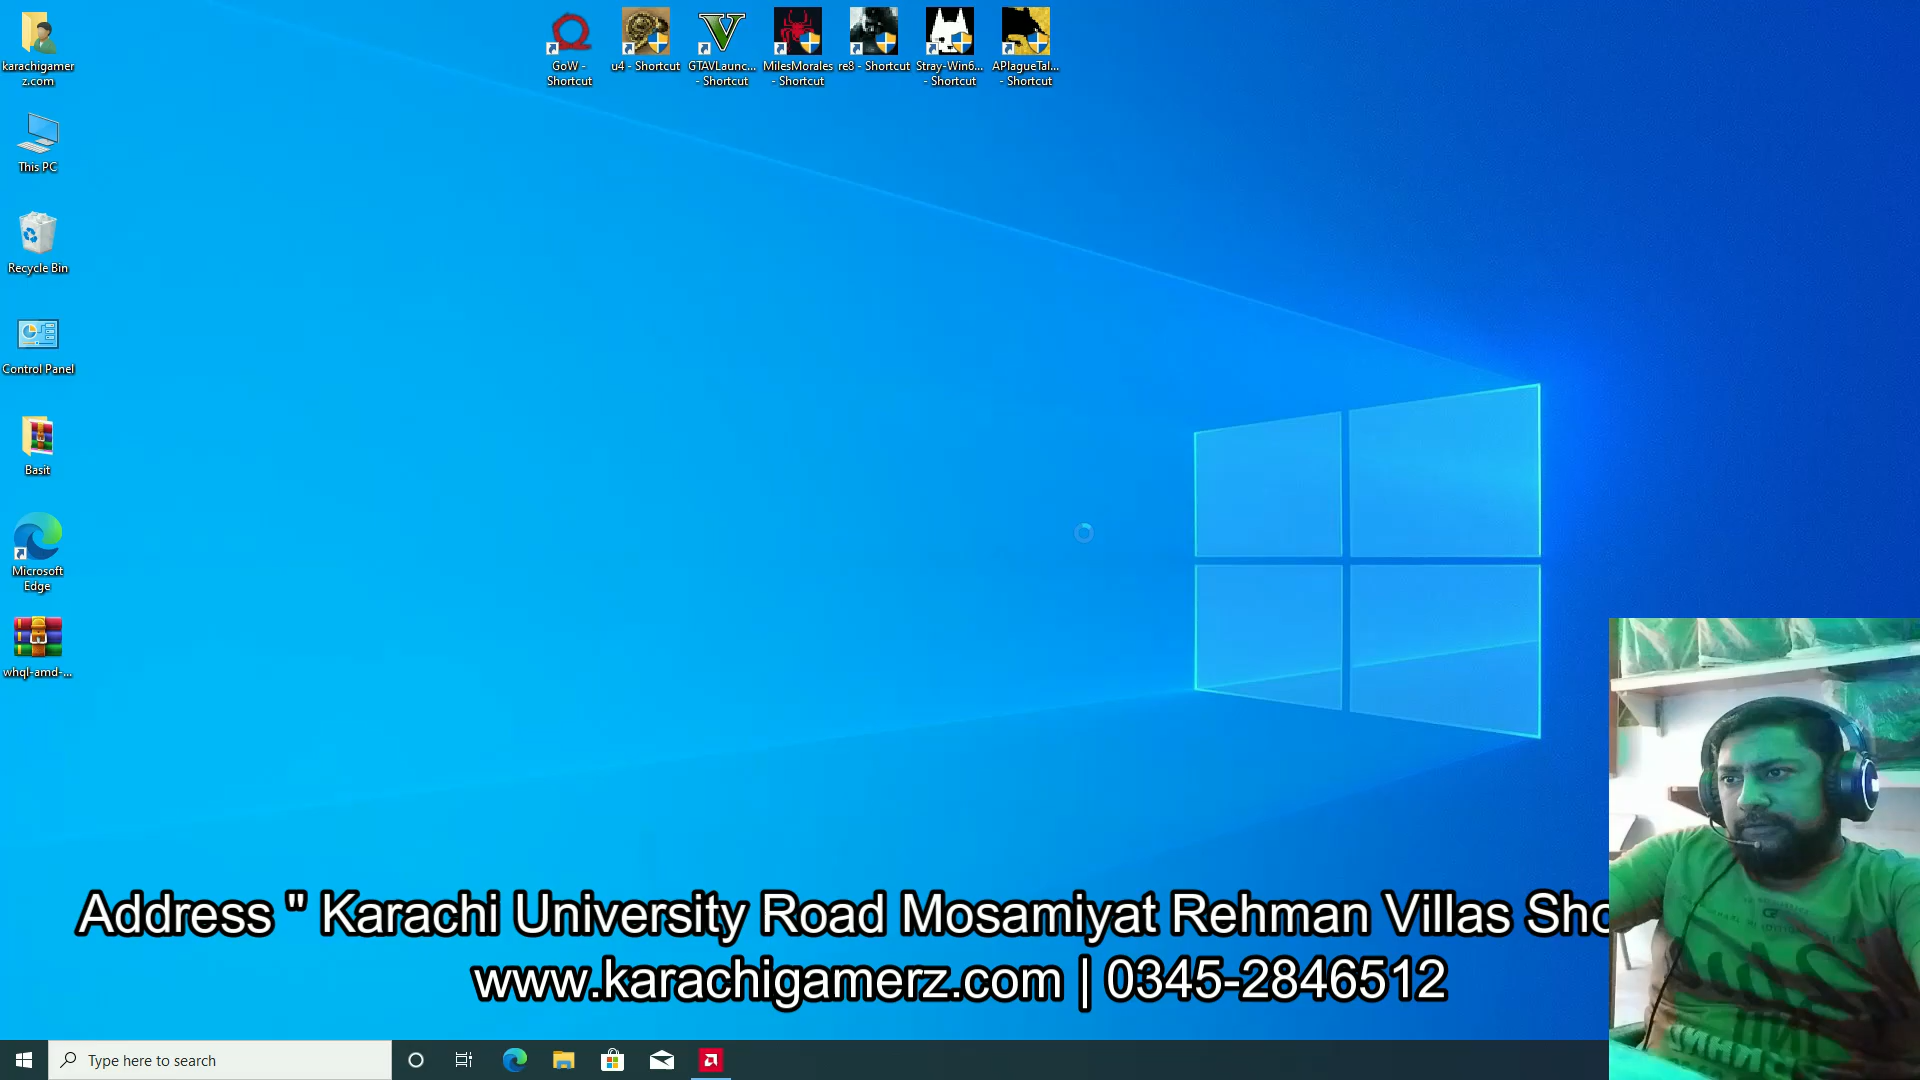 karachigamer
z.com
GoW -
Shortcut
u4 - Shortcut
GTAVLaunc...
- Shortcut
MilesMorales
- Shortcut
re8 - Shortcut
Stray-Win6...
- Shortcut
APlagueTal...
- Shortcut
This PC
Recycle Bin
Control Panel
Basit
Microsoft
Edge
whql-amd-...
Address " Karachi University Road Mosamiyat Rehman Villas Sho
www.karachigamerz.com | 0345-2846512
Type here to search